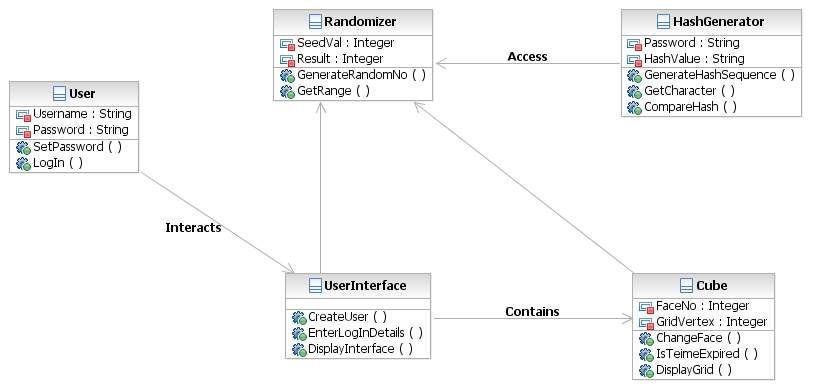 Randomizer
SeedVal : Integer
Result : Integer
GenerateRandomNo ( )
GetRange ( )
HashGenerator
Password : String
HashValue : String
GenerateHashSequence ( )
GetCharacter ( )
CompareHash ( )
Access
User
Username : String
Password : String
SetPassword ( )
LogIn ( )
Interacts
UserInterface
CreateUser ( )
EnterLogInDetails ( )
DisplayInterface ( )
Contains
Cube
FaceNo : Integer
GridVertex : Integer
ChangeFace ( )
IsTeimeExpired ( )
DisplayGrid ( )